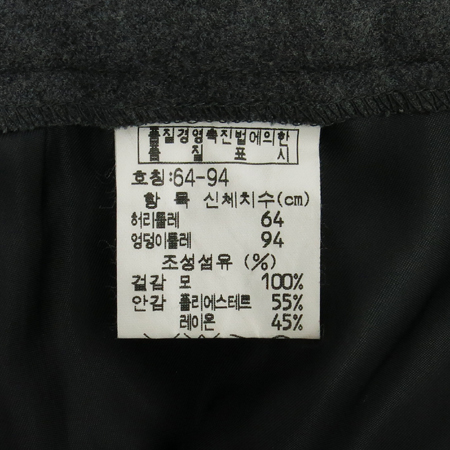 품질경영촉진법에의한
품 질 표 시
호칭:64-94
항 목 신체치수(cm)
허리둘레 64
엉덩이둘레 94
조성섬유(%)
겉감 모 100%
안감 폴리에스테르 55%
레이온 45%